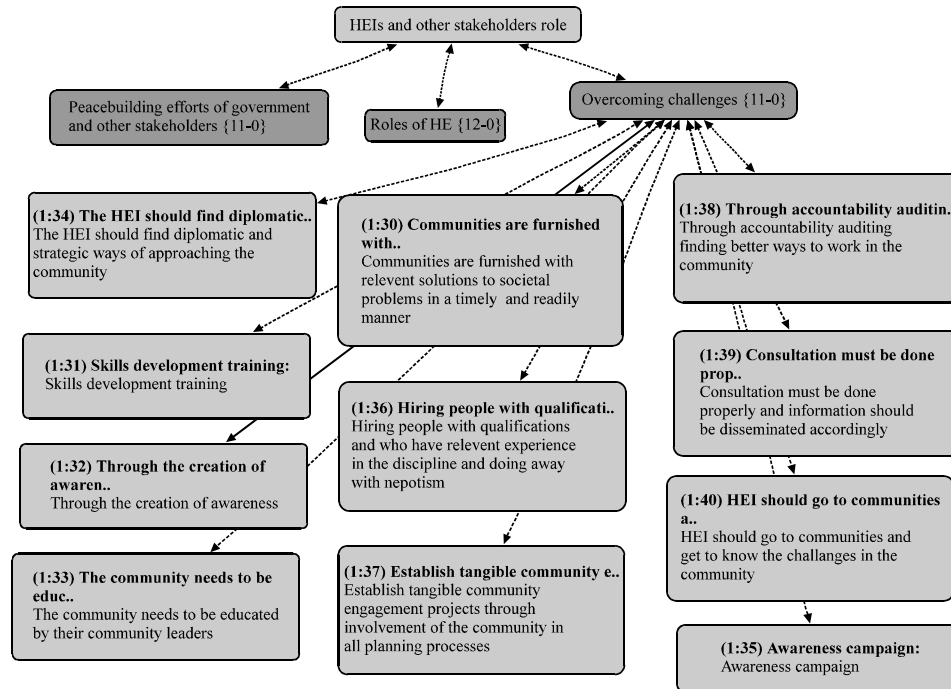 HEIs and other stakeholders role
Peacebuilding efforts of government
and other stakeholders {11-0}
Roles of HE {12-0}
Overcoming challenges {11-0}
(1:34) The HEI should find diplomatic..
The HEI should find diplomatic and
strategic ways of approaching the
community
(1:30) Communities are furnished
with..
Communities are furnished with
relevent solutions to societal
problems in a timely and readily
manner
(1:38) Through accountability auditin..
Through accountability auditing
finding better ways to work in the
community
(1:31) Skills development training:
Skills development training
(1:36) Hiring people with qualificati..
Hiring people with qualifications
and who have relevent experience
in the discipline and doing away
with nepotism
(1:39) Consultation must be done
prop..
Consultation must be done
properly and information should
be disseminated accordingly
(1:32) Through the creation of
awaren..
Through the creation of awareness
(1:40) HEI should go to communities
a..
HEI should go to communities and
get to know the challenges in the
community
(1:33) The community needs to be
educ..
The community needs to be educated
by their community leaders
(1:37) Establish tangible community e..
Establish tangible community
engagement projects through
involvement of the community in
all planning processes
(1:35) Awareness campaign:
Awareness campaign